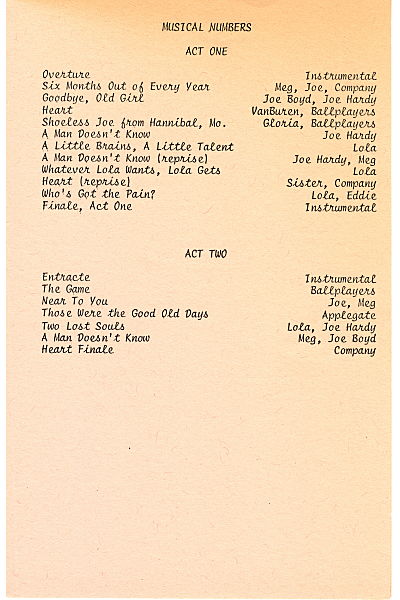 MUSICAL NUMBERS
ACT ONE
Overture Instrumental
Six Months Out of Every Year Meg, Joe, Company
Goodbye, Old Girl Joe Boyd, Joe Hardy
Heart VanBuren, Ballplayers
Shoeless Joe from Hannibal, Mo. Gloria, Ballplayers
A Man Doesn't Know Joe Hardy
A Little Brains, A Little Talent Lola
A Man Doesn't Know (reprise) Joe Hardy, Meg
Whatever Lola Wants, Lola Gets Lola
Heart (reprise) Sister, Company
Who's Got the Pain? Lola, Eddie
Finale, Act One Instrumental
ACT TWO
Entracte Instrumental
The Game Ballplayers
Near To You Joe, Meg
Those Were the Good Old Days Applegate
Two Lost Souls Lola, Joe Hardy
A Man Doesn't Know Meg, Joe Boyd
Heart Finale Company